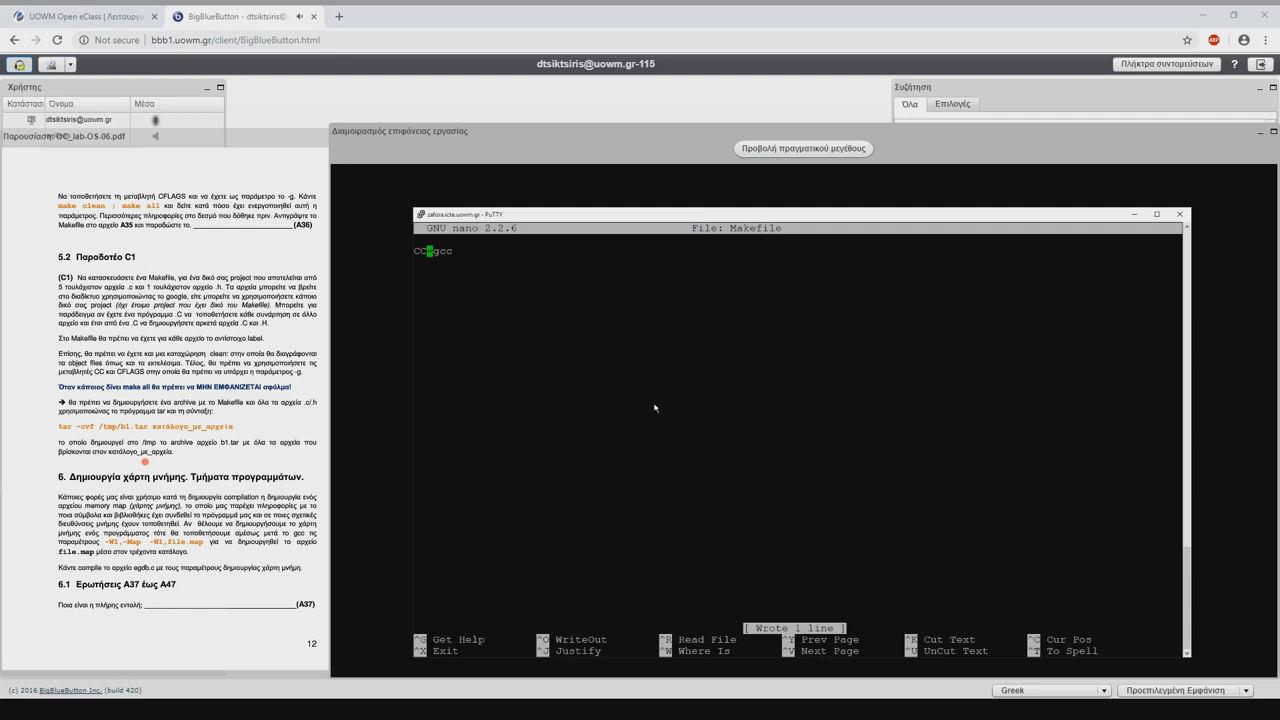 UOWM Open eClass | Λειτουργι
BigBlueButton - dtsiktsiris@
Not secure | bbb1.uowm.gr/client/BigBlueButton.html
ABP
dtsiktsiris@uowm.gr-115
Πλήκτρα συντομεύσεων
?
Χρήστης
Κατάστασ Όνομα Μέσα
dtsiktsiris@uowm.gr
Παρουσίαση: GC_lab-OS-06.pdf
Συζήτηση
Όλα Επιλογές
Διαμοιρασμός επιφάνειας εργασίας
Προβολή πραγματικού μεγέθους
Να τοποθετήσετε τη μεταβλητή CFLAGS και να έχετε ως παράμετρο το -g. Κάντε
make clean ; make all και δείτε κατά πόσο έχει ενεργοποιηθεί αυτή η
παράμετρος. Περισσότερες πληροφορίες στο δεσμό που δόθηκε πριν. Αντιγράψτε το
Makefile στο αρχείο A35 και παραδώστε το. (A36)
5.2 Παραδοτέο C1
(C1) Να κατασκευάσετε ένα Makefile, για ένα δικό σας project που αποτελείται από
5 τουλάχιστον αρχεία .c και 1 τουλάχιστον αρχείο .h. Τα αρχεία μπορείτε να βρείτε
στο διαδίκτυο χρησιμοποιώντας το google, είτε μπορείτε να χρησιμοποιήσετε κάποιο
δικό σας project (όχι έτοιμο project που έχει δικό του Makefile). Μπορείτε για
παράδειγμα αν έχετε ένα πρόγραμμα .C να τοποθετήσετε κάθε συνάρτηση σε άλλο
αρχείο και έτσι από ένα .C να δημιουργήσετε αρκετά αρχεία .C και .H.
Στο Makefile θα πρέπει να έχετε για κάθε αρχείο το αντίστοιχο label.
Επίσης, θα πρέπει να έχετε και μια καταχώρηση clean: στην οποία θα διαγράφονται
τα object files όπως και τα εκτελέσιμα. Τέλος, θα πρέπει να χρησιμοποιήσετε τις
μεταβλητές CC και CFLAGS στην οποία θα πρέπει να υπάρχει η παράμετρος -g.
Όταν κάποιος δίνει make all θα πρέπει να ΜΗΝ ΕΜΦΑΝΙΖΕΤΑΙ σφάλμα!
➔ θα πρέπει να δημιουργήσετε ένα archive με το Makefile και όλα τα αρχεία .c/.h
χρησιμοποιώνας το πρόγραμμα tar και τη σύνταξη:
tar -cvf /tmp/b1.tar κατάλογο_με_αρχεία
το οποίο δημιουργεί στο /tmp το archive αρχείο b1.tar με όλα τα αρχεία που
βρίσκονται στον κατάλογο_με_αρχεία.
6. Δημιουργία χάρτη μνήμης. Τμήματα προγραμμάτων.
Κάποιες φορές μας είναι χρήσιμο κατά τη δημιουργία compilation η δημιουργία ενός
αρχείου memory map (χάρτης μνήμης), το οποίο μας παρέχει πληροφορίες με το
ποια σύμβολα και βιβλιοθήκες έχει συνδεθεί το πρόγραμμά μας και σε ποιες σχετικές
διευθύνσεις μνήμης έχουν τοποθετηθεί. Αν θέλουμε να δημιουργήσουμε το χάρτη
μνήμης ενός προγράμματος τότε θα τοποθετήσουμε αμέσως μετά το gcc τις
παραμέτρους -Wl,-Map -Wl,file.map για να δημιουργηθεί το αρχείο
file.map μέσα στον τρέχοντα κατάλογο.
Κάντε compile το αρχείο egdb.c με τους παραμέτρους δημιουργίας χάρτη μνήμη.
6.1 Ερωτήσεις A37 έως A47
Ποια είναι η πλήρης εντολή; (A37)
12
zafora.icte.uowm.gr - PuTTY
GNU nano 2.2.6 File: Makefile
CC=gcc
[ Wrote 1 line ]
^G Get Help ^O WriteOut ^R Read File ^Y Prev Page ^K Cut Text ^C Cur Pos
^X Exit ^J Justify ^W Where Is ^V Next Page ^U UnCut Text ^T To Spell
(c) 2016 BigBlueButton Inc. (build 420)
Greek
Προεπιλεγμένη Εμφάνιση